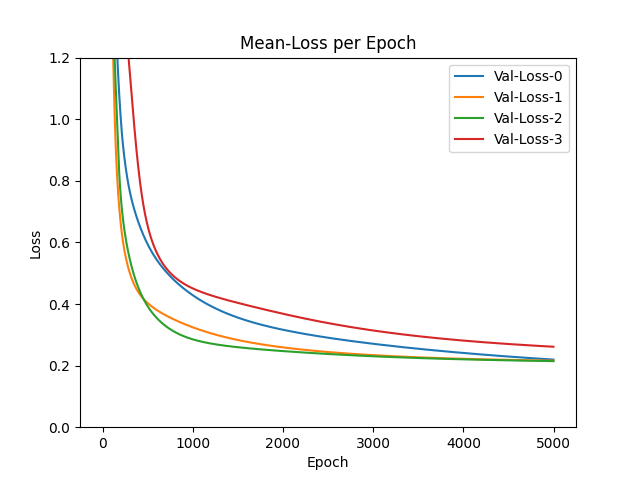 Mean-Loss per Epoch
1.2
1.0
0.8
0.6
0.4
0.2
0.0
Loss
Val-Loss-0
Val-Loss-1
Val-Loss-2
Val-Loss-3
0 1000 2000 3000 4000 5000
Epoch